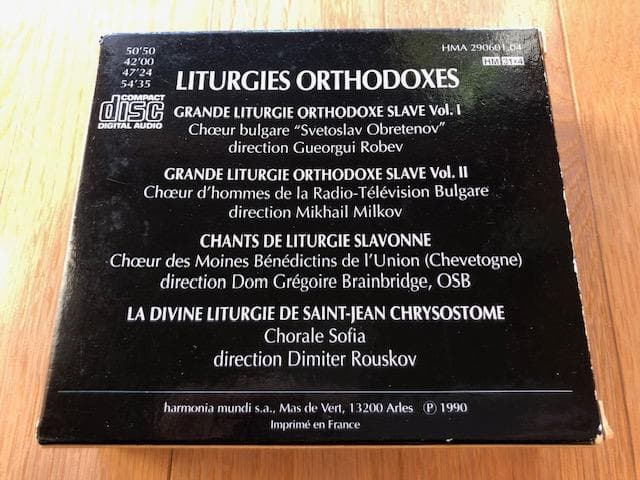 50'50
42'00
47'24
54'35
COMPACT
disc
DIGITAL AUDIO
HMA 290601.04
HM 31×4
LITURGIES ORTHODOXES
GRANDE LITURGIE ORTHODOXE SLAVE Vol. I
Chœur bulgare "Svetoslav Obretenov"
direction Gueorgui Robev
GRANDE LITURGIE ORTHODOXE SLAVE Vol. II
Chœur d'hommes de la Radio-Télévision Bulgare
direction Mikhail Milkov
CHANTS DE LITURGIE SLAVONNE
Chœur des Moines Bénédictins de l'Union (Chevetogne)
direction Dom Grégoire Brainbridge, OSB
LA DIVINE LITURGIE DE SAINT-JEAN CHRYSOSTOME
Chorale Sofia
direction Dimiter Rouskov
harmonia mundi s.a., Mas de Vert, 13200 Arles ℗ 1990
Imprimé en France